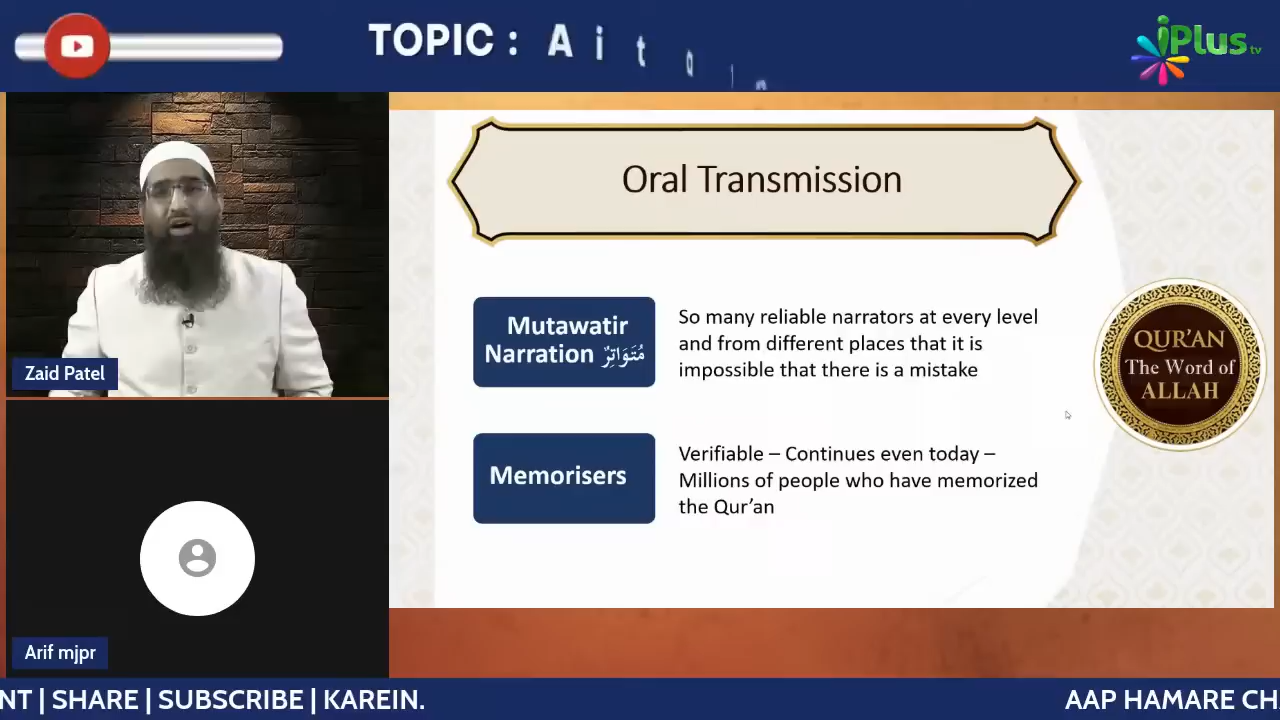 TOPIC : Aita
iPlus tv
Oral Transmission
Mutawatir
Narration مُتَوَاتِرٌ
So many reliable narrators at every level
and from different places that it is
impossible that there is a mistake
QUR'AN
The Word of
ALLAH
Zaid Patel
Memorisers
Verifiable – Continues even today –
Millions of people who have memorized
the Qur'an
Arif mjpr
NT | SHARE | SUBSCRIBE | KAREIN.
AAP HAMARE CH